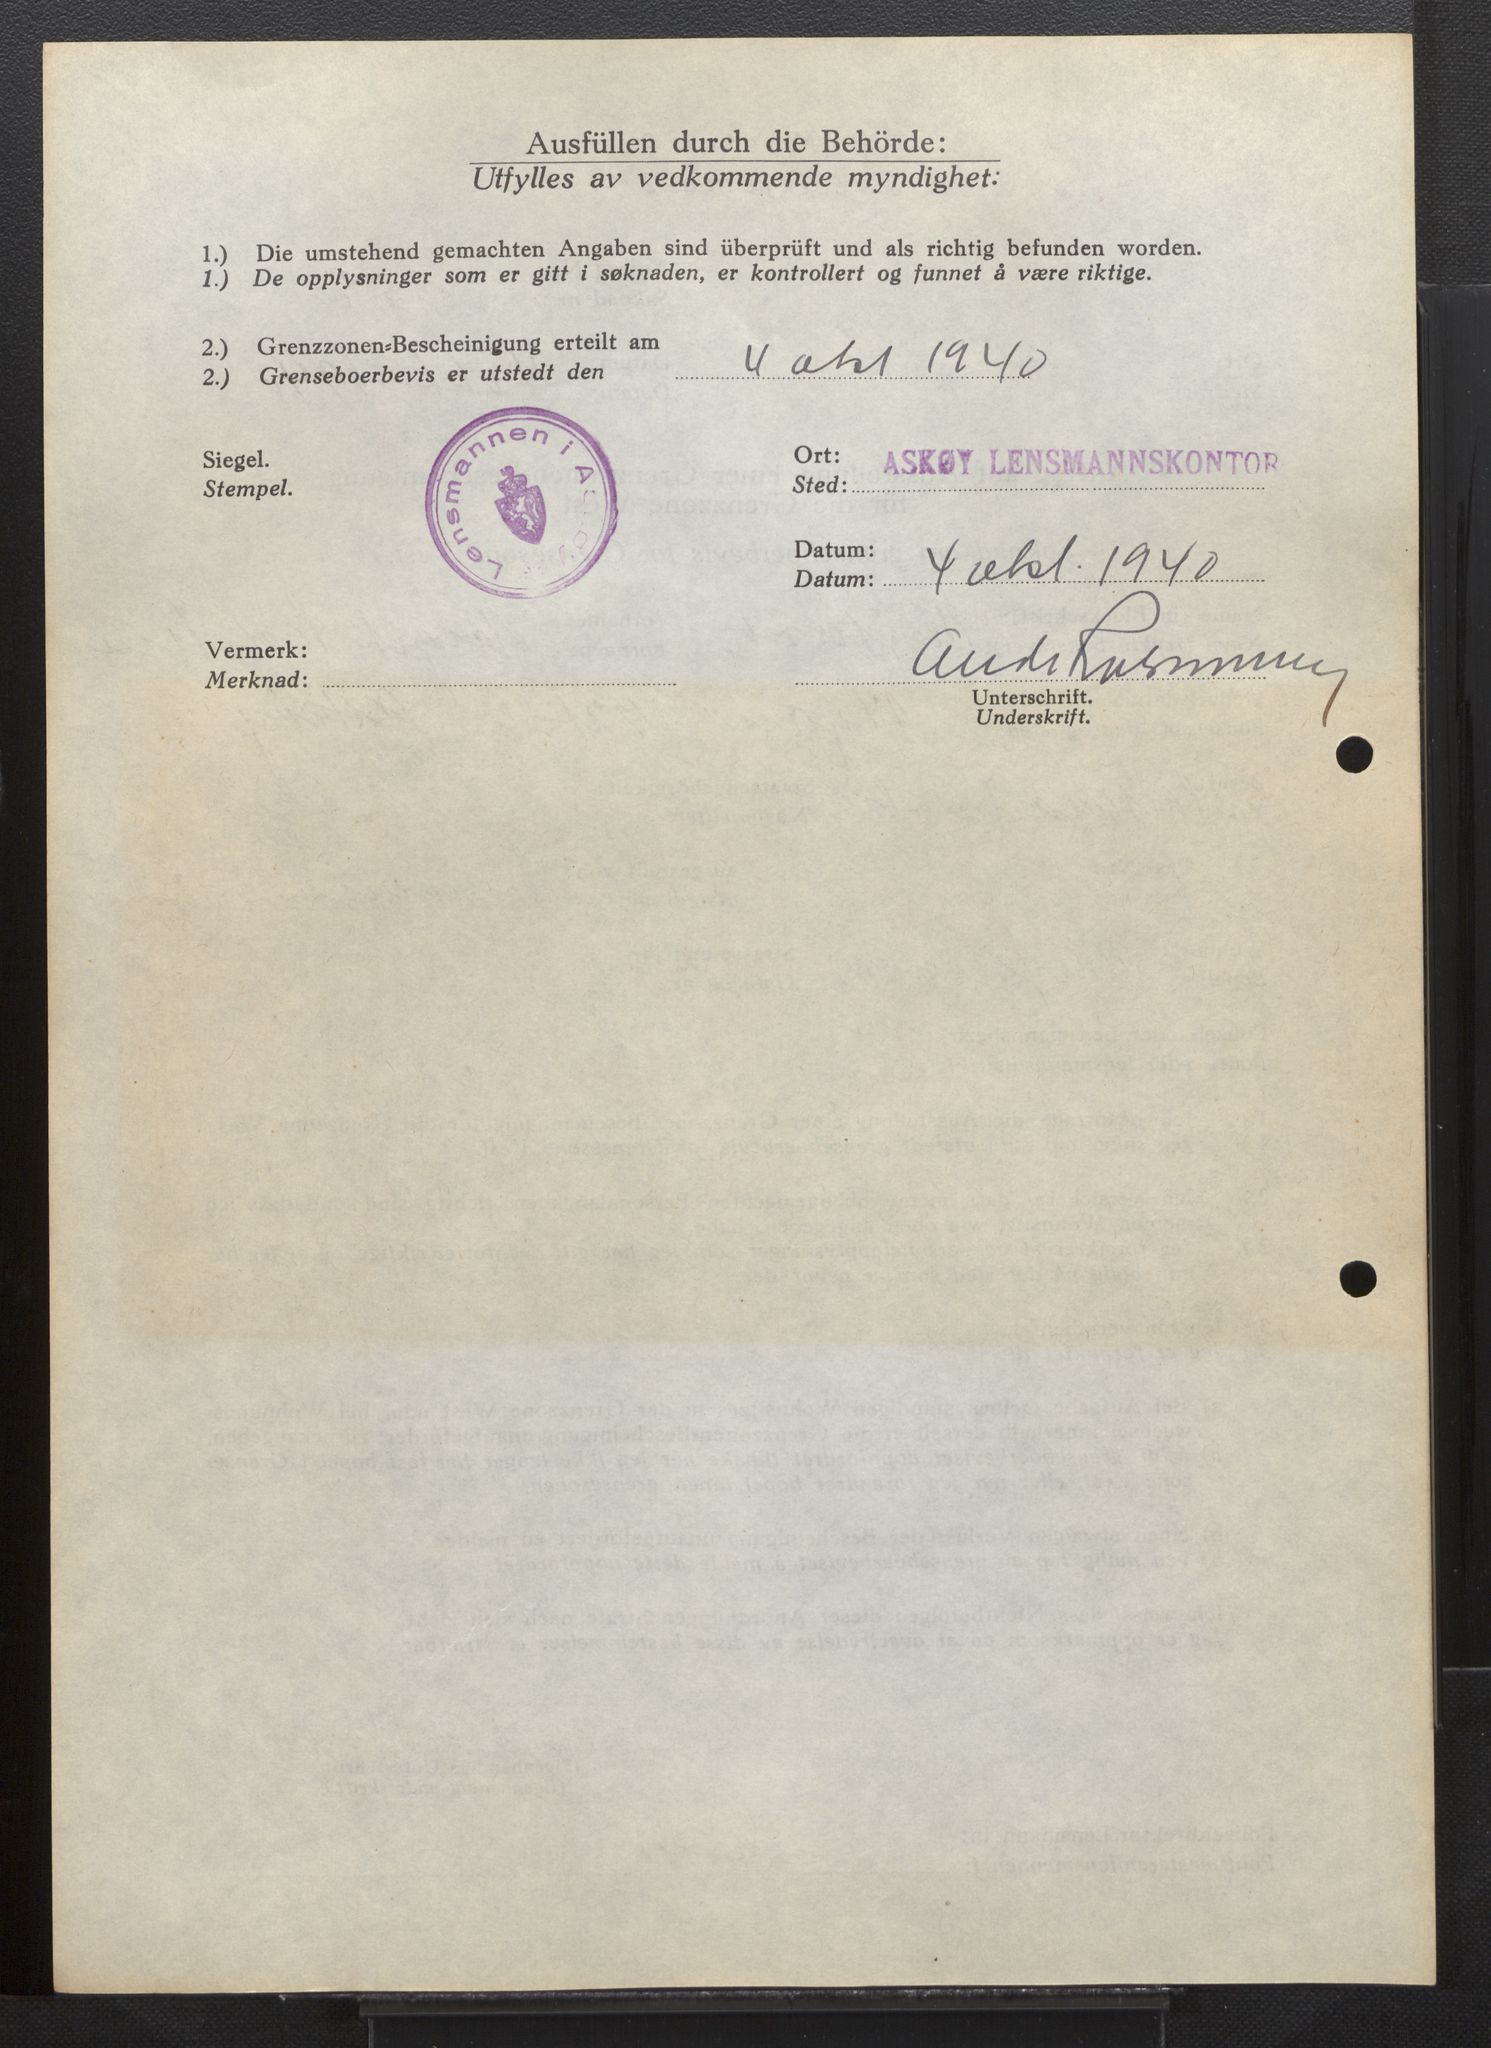 Ausfüllen durch die Behörde:
Utfylles av vedkommende myndighet:
1.) Die umstehend gemachten Angaben sind überprüft und als richtig befunden worden.
1.) De opplysninger som er gitt i søknaden, er kontrollert og funnet å være riktige.
2.) Grenzzonen-Bescheinigung erteilt am
2.) Grenseboerbevis er utstedt den 4 okt 1940
Siegel.
Stempel.
Lensmannen i
Ort: ASKØY LENSMANNSKONTOR
Sted:
Datum:
Datum: 4 okt. 1940
Vermerk:
Merknad:
Unterschrift.
Underskrift.